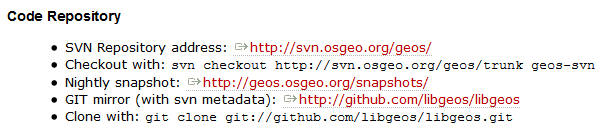 Code Repository
• SVN Repository address: http://svn.osgeo.org/geos/
• Checkout with: svn checkout http://svn.osgeo.org/geos/trunk geos-svn
• Nightly snapshot: http://geos.osgeo.org/snapshots/
• GIT mirror (with svn metadata): http://github.com/libgeos/libgeos
• Clone with: git clone git://github.com/libgeos/libgeos.git